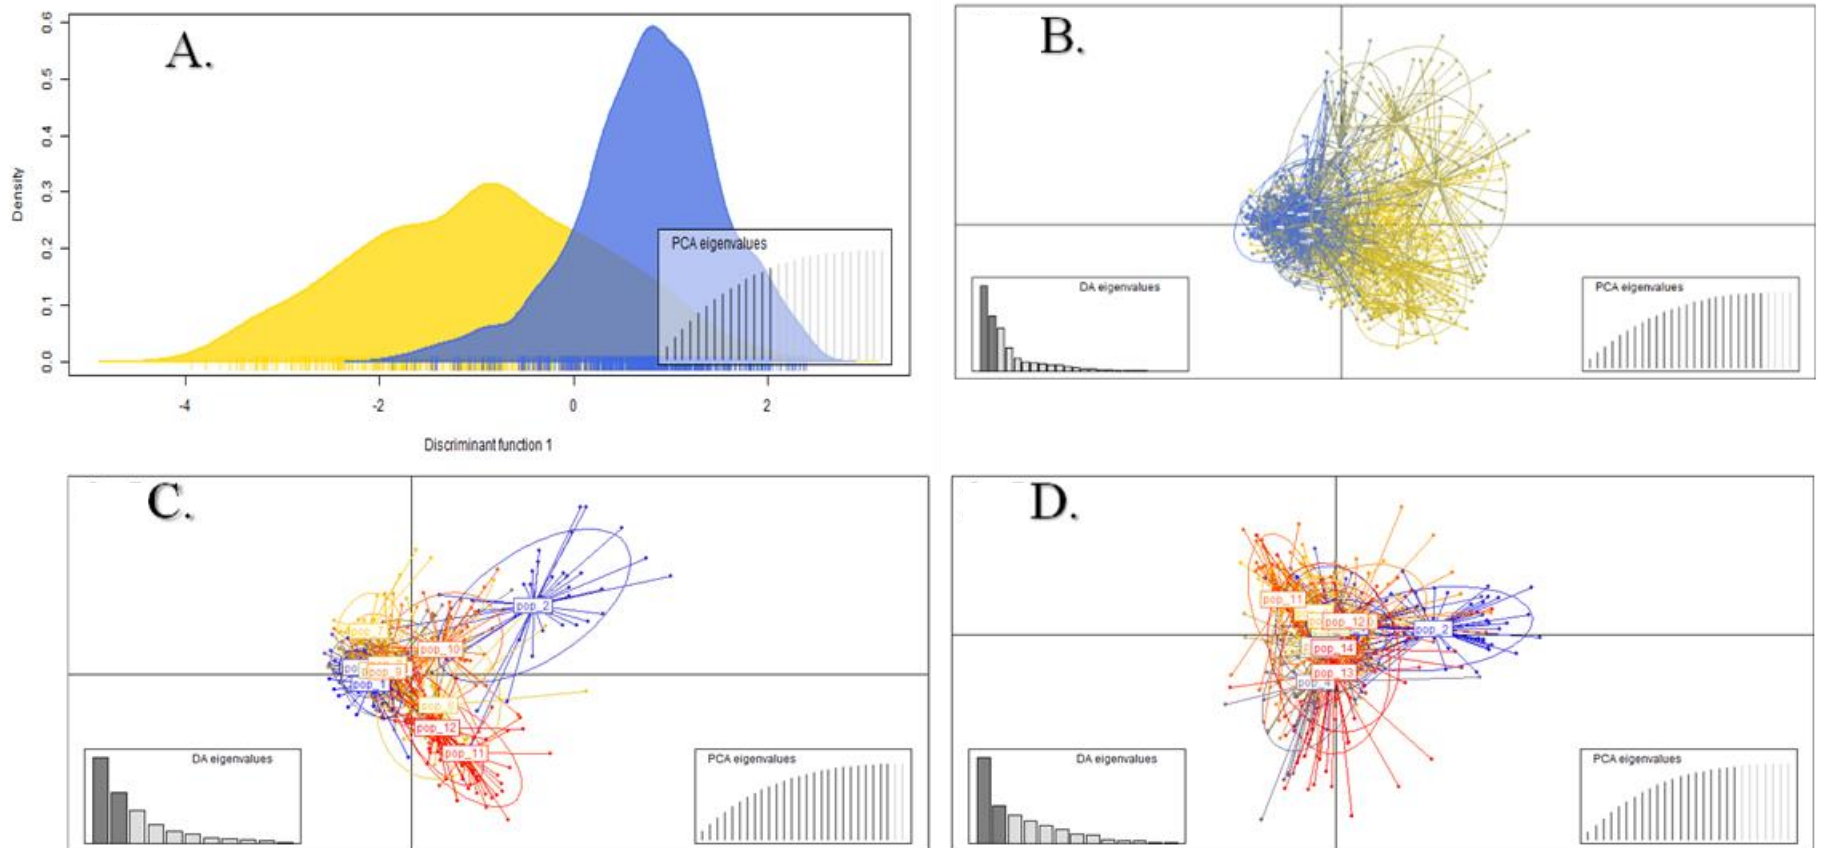 A.
0.6
0.5
0.4
0.3
0.2
0.1
0.0
Density
PCA eigenvalues
-4
-2
0
2
Discriminant function 1
B.
DA eigenvalues
PCA eigenvalues
C.
pop_2
pop_7
pop_10
pop_9
pop_1
pop_12
pop_11
DA eigenvalues
PCA eigenvalues
D.
pop_11
pop_12
pop_2
pop_14
pop_13
DA eigenvalues
PCA eigenvalues